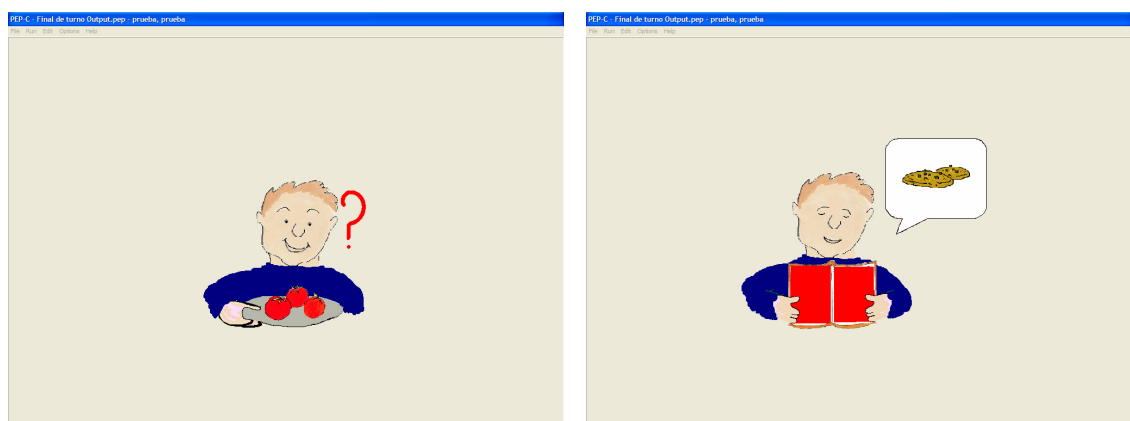 PEP-C - Final de turno Output.pep - prueba, prueba
File Run Edit Options Help
?
PEP-C - Final de turno Output.pep - prueba, prueba
File Run Edit Options Help